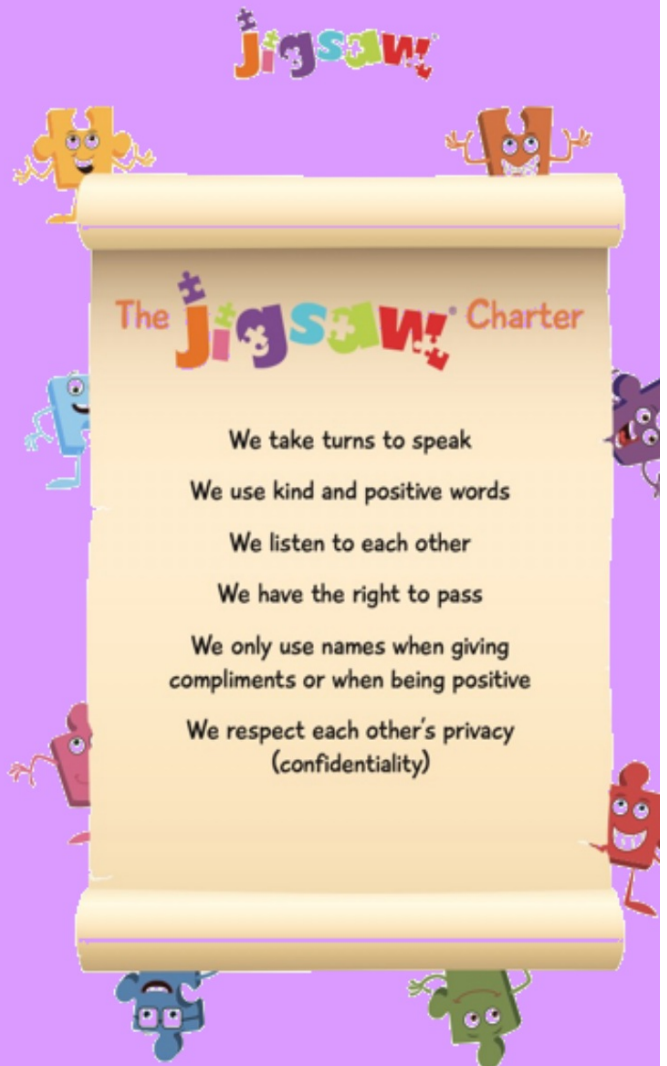 jigsaw
The jigsaw® Charter
We take turns to speak
We use kind and positive words
We listen to each other
We have the right to pass
We only use names when giving
compliments or when being positive
We respect each other's privacy
(confidentiality)